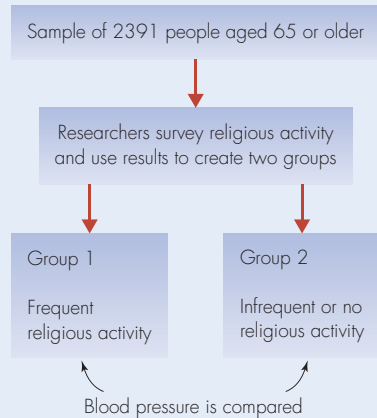 Sample of 2391 people aged 65 or older
Researchers survey religious activity
and use results to create two groups
Group 1
Frequent
religious activity
Group 2
Infrequent or no
religious activity
Blood pressure is compared